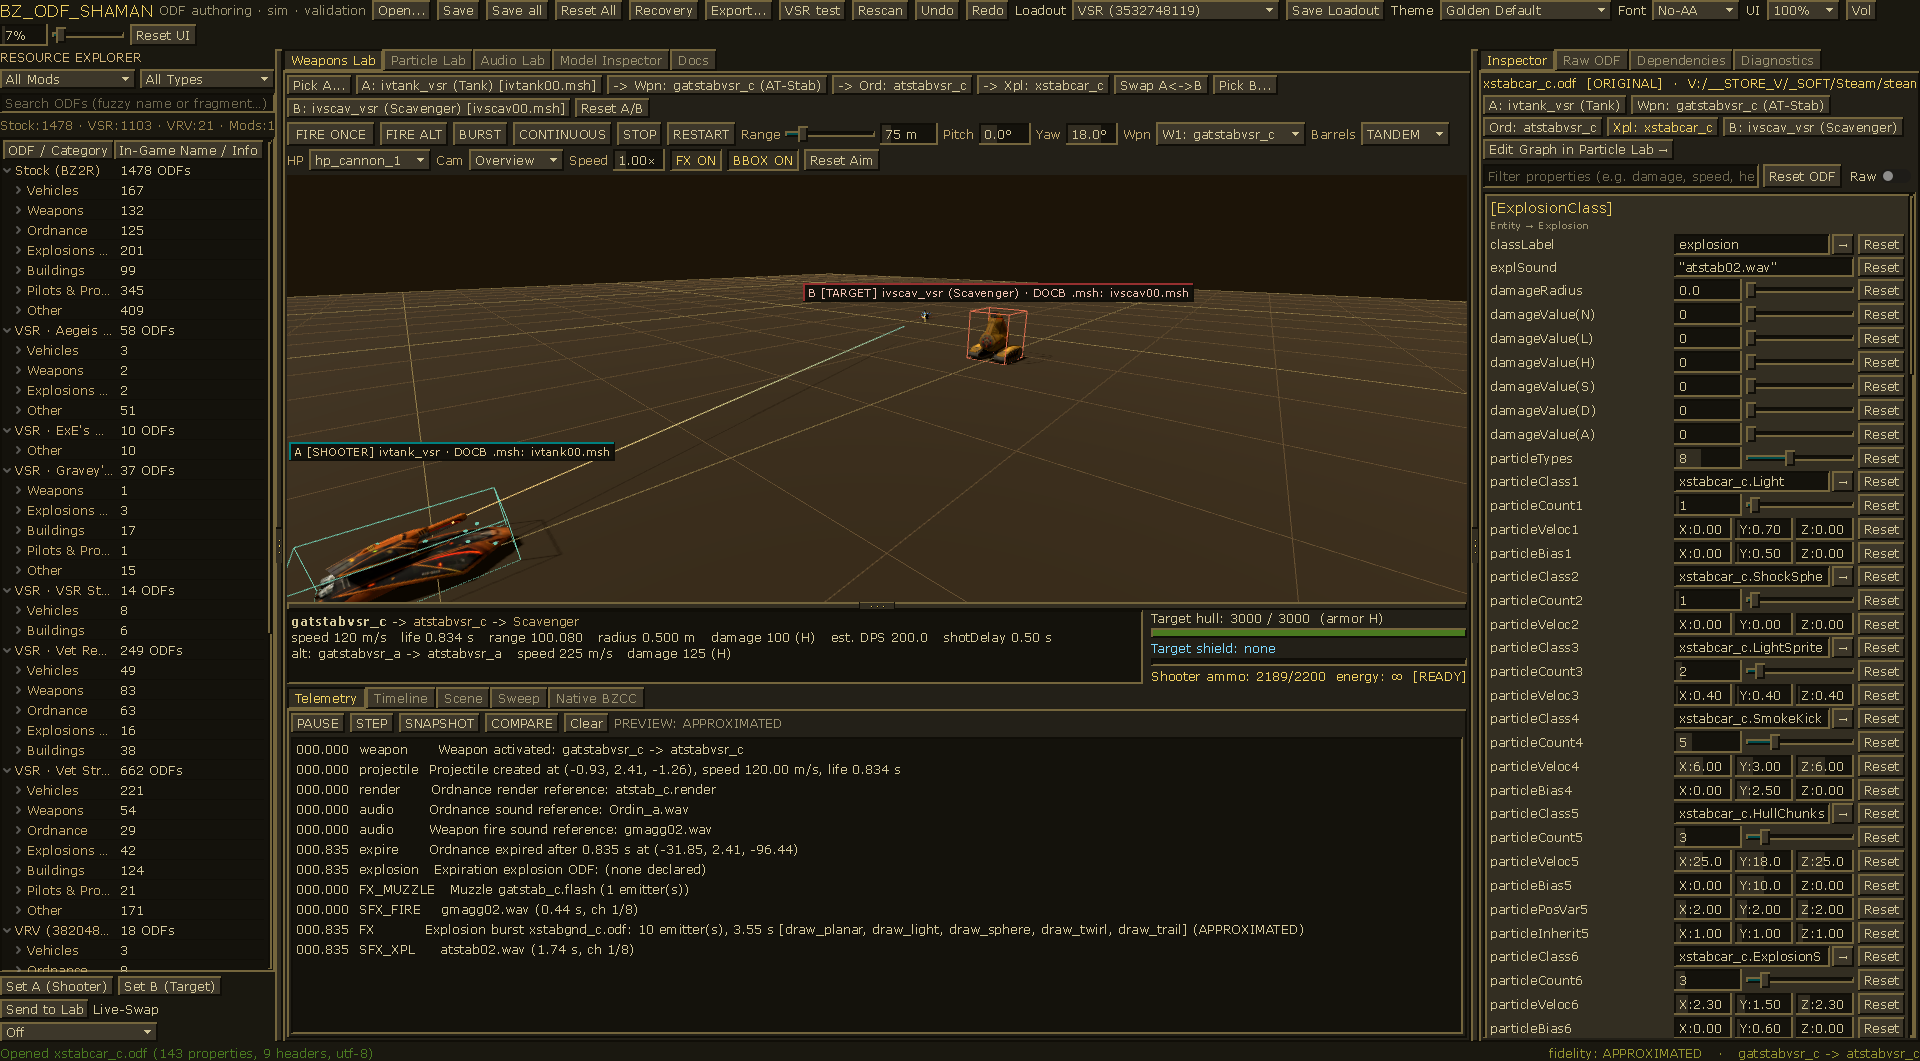 BZ_ODF_SHAMAN ODF authoring · sim · validation Open... Save Save all Reset All Recovery Export... VSR test Rescan Undo Redo Loadout VSR (3532748119) Save Loadout Theme Golden Default Font No-AA UI 100% Vol
7% Reset UI
RESOURCE EXPLORER
All Mods All Types
Search ODFs (fuzzy name or fragment...)
Stock:1478 · VSR:1103 · VRV:21 · Mods:1
ODF / Category In-Game Name / Info
Stock (BZ2R) 1478 ODFs
Vehicles 167
Weapons 132
Ordnance 125
Explosions ... 201
Buildings 99
Pilots & Pro... 345
Other 409
VSR · Aegeis ... 58 ODFs
Vehicles 3
Weapons 2
Explosions ... 2
Other 51
VSR · ExE's ... 10 ODFs
Other 10
VSR · Gravey'... 37 ODFs
Weapons 1
Explosions ... 3
Buildings 17
Pilots & Pro... 1
Other 15
VSR · VSR St... 14 ODFs
Vehicles 8
Buildings 6
VSR · Vet Re... 249 ODFs
Vehicles 49
Weapons 83
Ordnance 63
Explosions ... 16
Buildings 38
VSR · Vet Str... 662 ODFs
Vehicles 221
Weapons 54
Ordnance 29
Explosions ... 42
Buildings 124
Pilots & Pro... 21
Other 171
VRV (382048... 18 ODFs
Vehicles 3
Ordnance 9
Set A (Shooter) Set B (Target)
Send to Lab Live-Swap
Off
Opened xstabcar_c.odf (143 properties, 9 headers, utf-8)
Weapons Lab Particle Lab Audio Lab Model Inspector Docs
Pick A... A: ivtank_vsr (Tank) [ivtank00.msh] -> Wpn: gatstabvsr_c (AT-Stab) -> Ord: atstabvsr_c -> Xpl: xstabcar_c Swap A<->B Pick B...
B: ivscav_vsr (Scavenger) [ivscav00.msh] Reset A/B
FIRE ONCE FIRE ALT BURST CONTINUOUS STOP RESTART Range 75 m Pitch 0.0º Yaw 18.0º Wpn W1: gatstabvsr_c Barrels TANDEM
HP hp_cannon_1 Cam Overview Speed 1.00× FX ON BBOX ON Reset Aim
B [TARGET] ivscav_vsr (Scavenger) · DOCB .msh: ivscav00.msh
A [SHOOTER] ivtank_vsr · DOCB .msh: ivtank00.msh
gatstabvsr_c -> atstabvsr_c -> Scavenger
speed 120 m/s life 0.834 s range 100.080 radius 0.500 m damage 100 (H) est. DPS 200.0 shotDelay 0.50 s
alt: gatstabvsr_a -> atstabvsr_a speed 225 m/s damage 125 (H)
Target hull: 3000 / 3000 (armor H)
Target shield: none
Shooter ammo: 2189/2200 energy: ∞ [READY]
Telemetry Timeline Scene Sweep Native BZCC
PAUSE STEP SNAPSHOT COMPARE Clear PREVIEW: APPROXIMATED
000.000 weapon Weapon activated: gatstabvsr_c -> atstabvsr_c
000.000 projectile Projectile created at (-0.93, 2.41, -1.26), speed 120.00 m/s, life 0.834 s
000.000 render Ordnance render reference: atstab_c.render
000.000 audio Ordnance sound reference: Ordin_a.wav
000.000 audio Weapon fire sound reference: gmagg02.wav
000.835 expire Ordnance expired after 0.835 s at (-31.85, 2.41, -96.44)
000.835 explosion Expiration explosion ODF: (none declared)
000.000 FX_MUZZLE Muzzle gatstab_c.flash (1 emitter(s))
000.000 SFX_FIRE gmagg02.wav (0.44 s, ch 1/8)
000.835 FX Explosion burst xstabgnd_c.odf: 10 emitter(s), 3.55 s [draw_planar, draw_light, draw_sphere, draw_twirl, draw_trail] (APPROXIMATED)
000.835 SFX_XPL atstab02.wav (1.74 s, ch 1/8)
Inspector Raw ODF Dependencies Diagnostics
xstabcar_c.odf [ORIGINAL] · V:/__STORE_V/_SOFT/Steam/stean
A: ivtank_vsr (Tank) Wpn: gatstabvsr_c (AT-Stab)
Ord: atstabvsr_c Xpl: xstabcar_c B: ivscav_vsr (Scavenger)
Edit Graph in Particle Lab →
Filter properties (e.g. damage, speed, he Reset ODF Raw
[ExplosionClass]
Entity → Explosion
classLabel explosion → Reset
explSound "atstab02.wav" Reset
damageRadius 0.0 Reset
damageValue(N) 0 Reset
damageValue(L) 0 Reset
damageValue(H) 0 Reset
damageValue(S) 0 Reset
damageValue(D) 0 Reset
damageValue(A) 0 Reset
particleTypes 8 Reset
particleClass1 xstabcar_c.Light → Reset
particleCount1 1 Reset
particleVeloc1 X:0.00 Y:0.70 Z:0.00 Reset
particleBias1 X:0.00 Y:0.50 Z:0.00 Reset
particleClass2 xstabcar_c.ShockSphe → Reset
particleCount2 1 Reset
particleVeloc2 X:0.00 Y:0.00 Z:0.00 Reset
particleClass3 xstabcar_c.LightSprite → Reset
particleCount3 2 Reset
particleVeloc3 X:0.40 Y:0.40 Z:0.40 Reset
particleClass4 xstabcar_c.SmokeKick → Reset
particleCount4 5 Reset
particleVeloc4 X:6.00 Y:3.00 Z:6.00 Reset
particleBias4 X:0.00 Y:2.50 Z:0.00 Reset
particleClass5 xstabcar_c.HullChunks → Reset
particleCount5 3 Reset
particleVeloc5 X:25.0 Y:18.0 Z:25.0 Reset
particleBias5 X:0.00 Y:10.0 Z:0.00 Reset
particlePosVar5 X:2.00 Y:2.00 Z:2.00 Reset
particleInherit5 X:1.00 Y:1.00 Z:1.00 Reset
particleClass6 xstabcar_c.ExplosionS → Reset
particleCount6 3 Reset
particleVeloc6 X:2.30 Y:1.50 Z:2.30 Reset
particleBias6 X:0.00 Y:0.60 Z:0.00 Reset
fidelity: APPROXIMATED · gatstabvsr_c -> atstabvsr_c